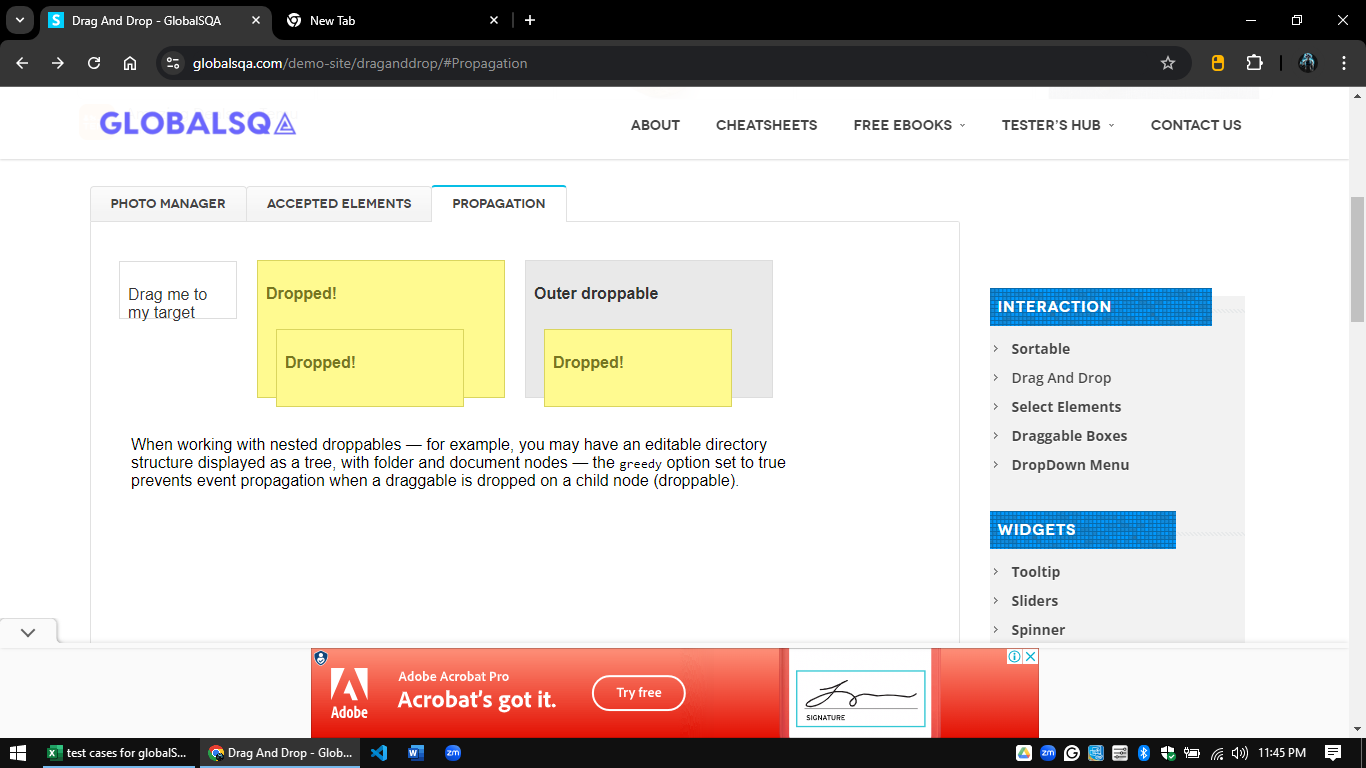 Drag And Drop - GlobalSQA
New Tab
globalsqa.com/demo-site/draganddrop/#Propagation
GLOBALSQA
ABOUT
CHEATSHEETS
FREE EBOOKS
TESTER'S HUB
CONTACT US
PHOTO MANAGER
ACCEPTED ELEMENTS
PROPAGATION
Drag me to
my target
Dropped!
Dropped!
Outer droppable
Dropped!
When working with nested droppables — for example, you may have an editable directory
structure displayed as a tree, with folder and document nodes — the greedy option set to true
prevents event propagation when a draggable is dropped on a child node (droppable).
INTERACTION
Sortable
Drag And Drop
Select Elements
Draggable Boxes
DropDown Menu
WIDGETS
Tooltip
Sliders
Spinner
Adobe
Adobe Acrobat Pro
Acrobat's got it.
Try free
SIGNATURE
test cases for globalS...
Drag And Drop - Glob...
zm
zm
11:45 PM